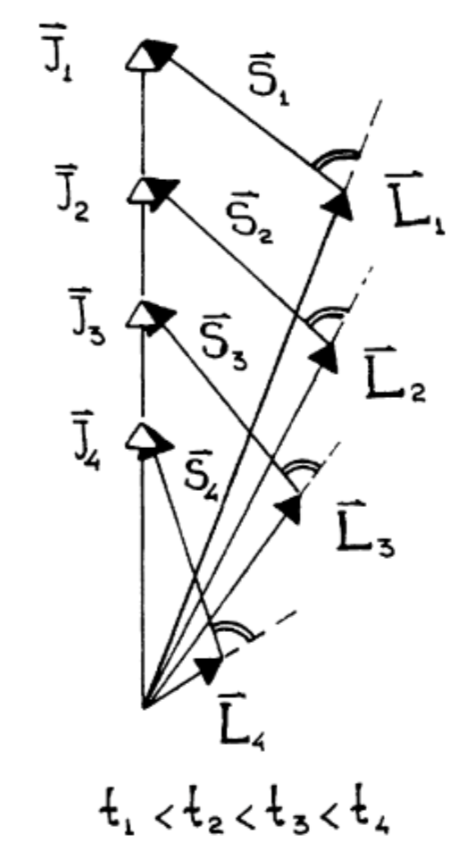 J⃗₁
S⃗₁
J⃗₂
S⃗₂
L⃗₁
J⃗₃
S⃗₃
L⃗₂
J⃗₄
S⃗₄
L⃗₃
L⃗₄
t₁ < t₂ < t₃ < t₄